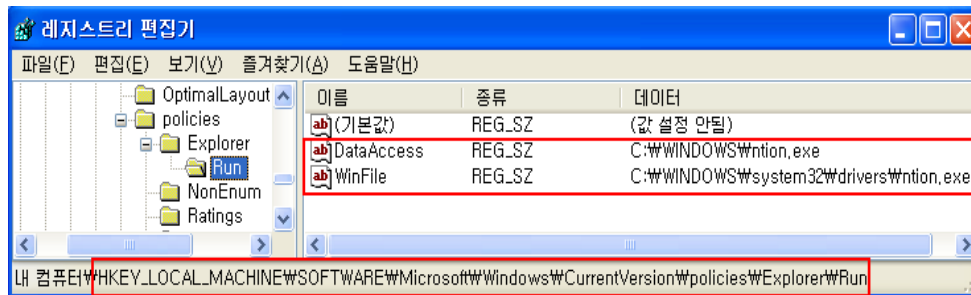 레지스트리 편집기
파일(F) 편집(E) 보기(V) 즐겨찾기(A) 도움말(H)
OptimalLayout
policies
Explorer
Run
NonEnum
Ratings
이름 종류 데이터
(기본값) REG_SZ (값 설정 안됨)
DataAccess REG_SZ C:₩WINDOWS₩ntion,exe
WinFile REG_SZ C:₩WINDOWS₩system32₩drivers₩ntion,exe
내 컴퓨터₩HKEY_LOCAL_MACHINE₩SOFTWARE₩Microsoft₩Windows₩CurrentVersion₩policies₩Explorer₩Run